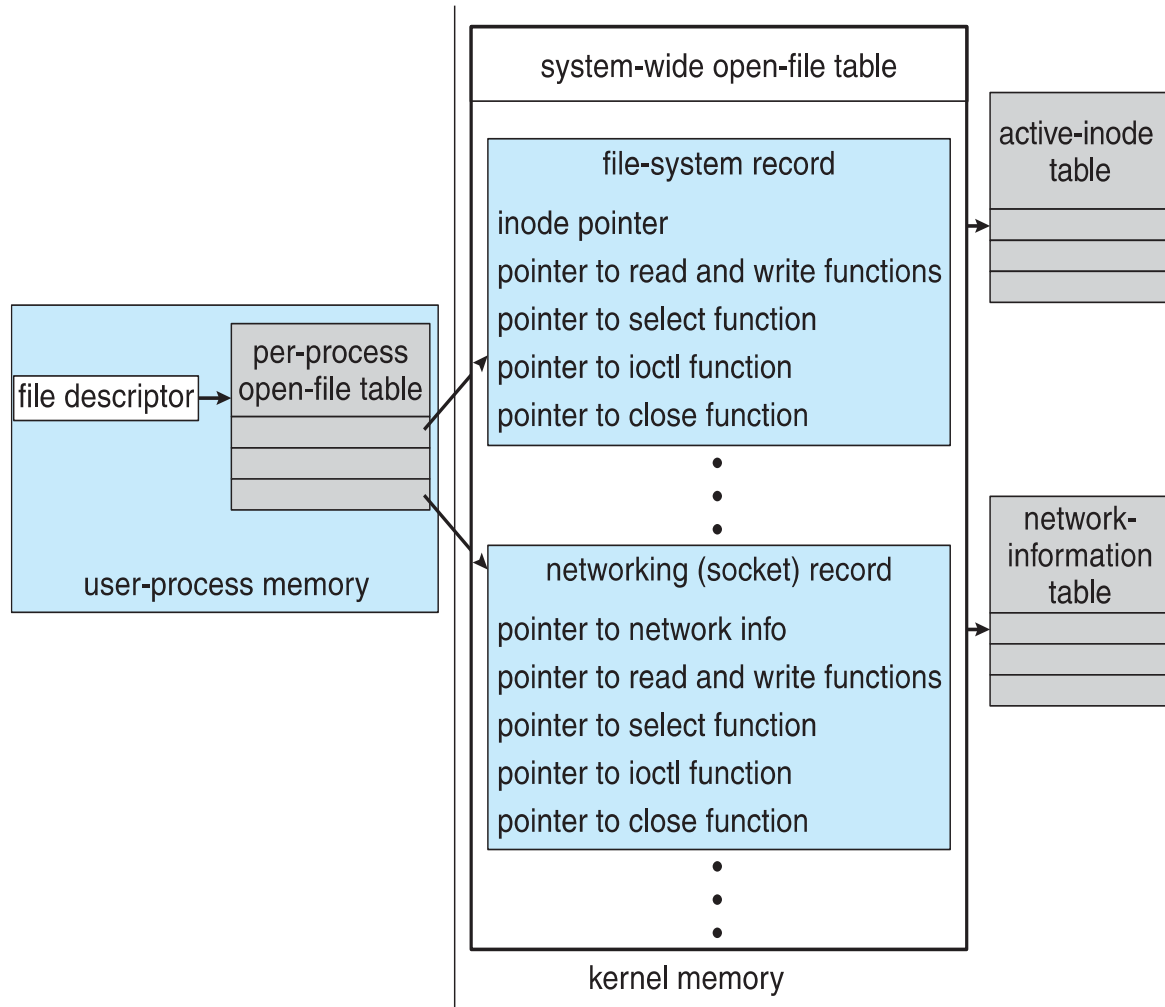 system-wide open-file table
file-system record
inode pointer
pointer to read and write functions
pointer to select function
pointer to ioctl function
pointer to close function
active-inode
table
per-process
open-file table
file descriptor
user-process memory
networking (socket) record
pointer to network info
pointer to read and write functions
pointer to select function
pointer to ioctl function
pointer to close function
network-
information
table
kernel memory